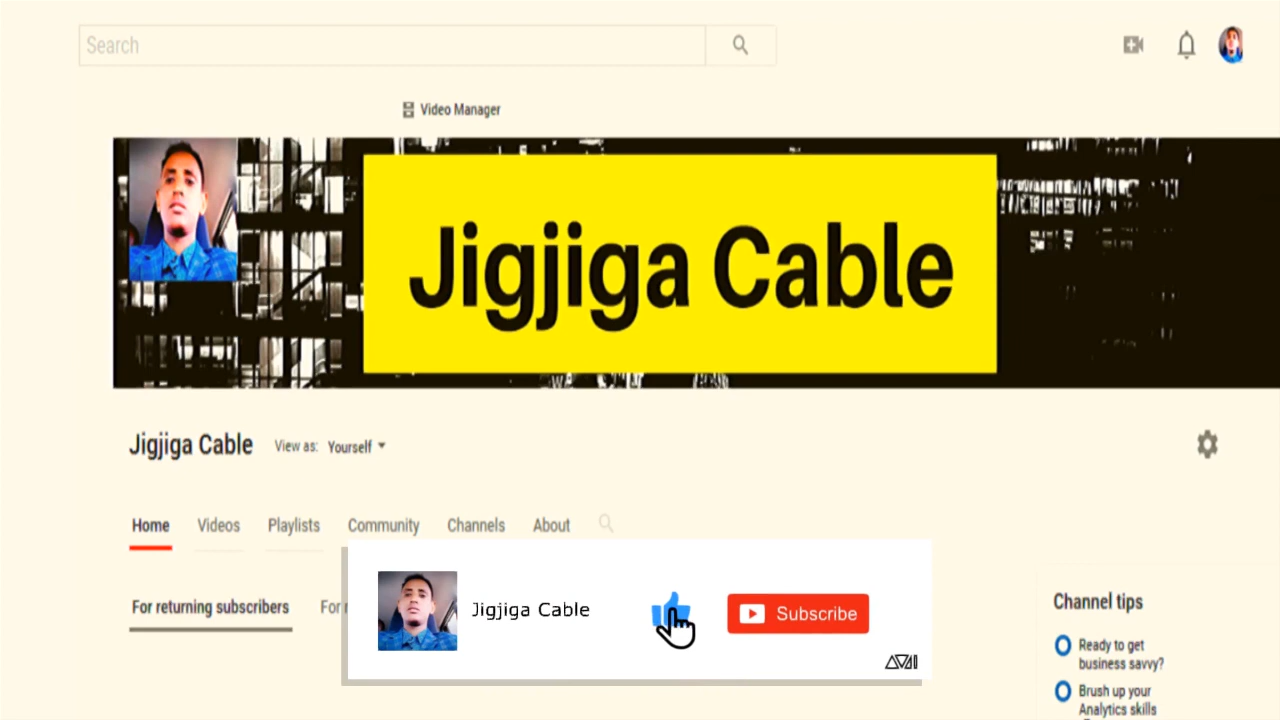 Search
Video Manager
Jigjiga Cable
Jigjiga Cable View as: Yourself
Home Videos Playlists Community Channels About
For returning subscribers For
Jigjiga Cable Subscribe
Channel tips
Ready to get
business savvy?
Brush up your
Analytics skills